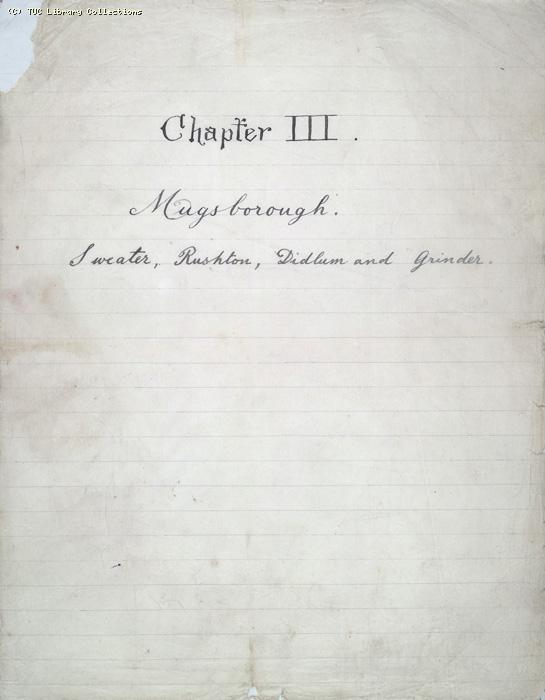 (C) TUC Library Collections
Chapter III.
Mugsborough.
Sweater, Rushton, Didlum and Grinder.